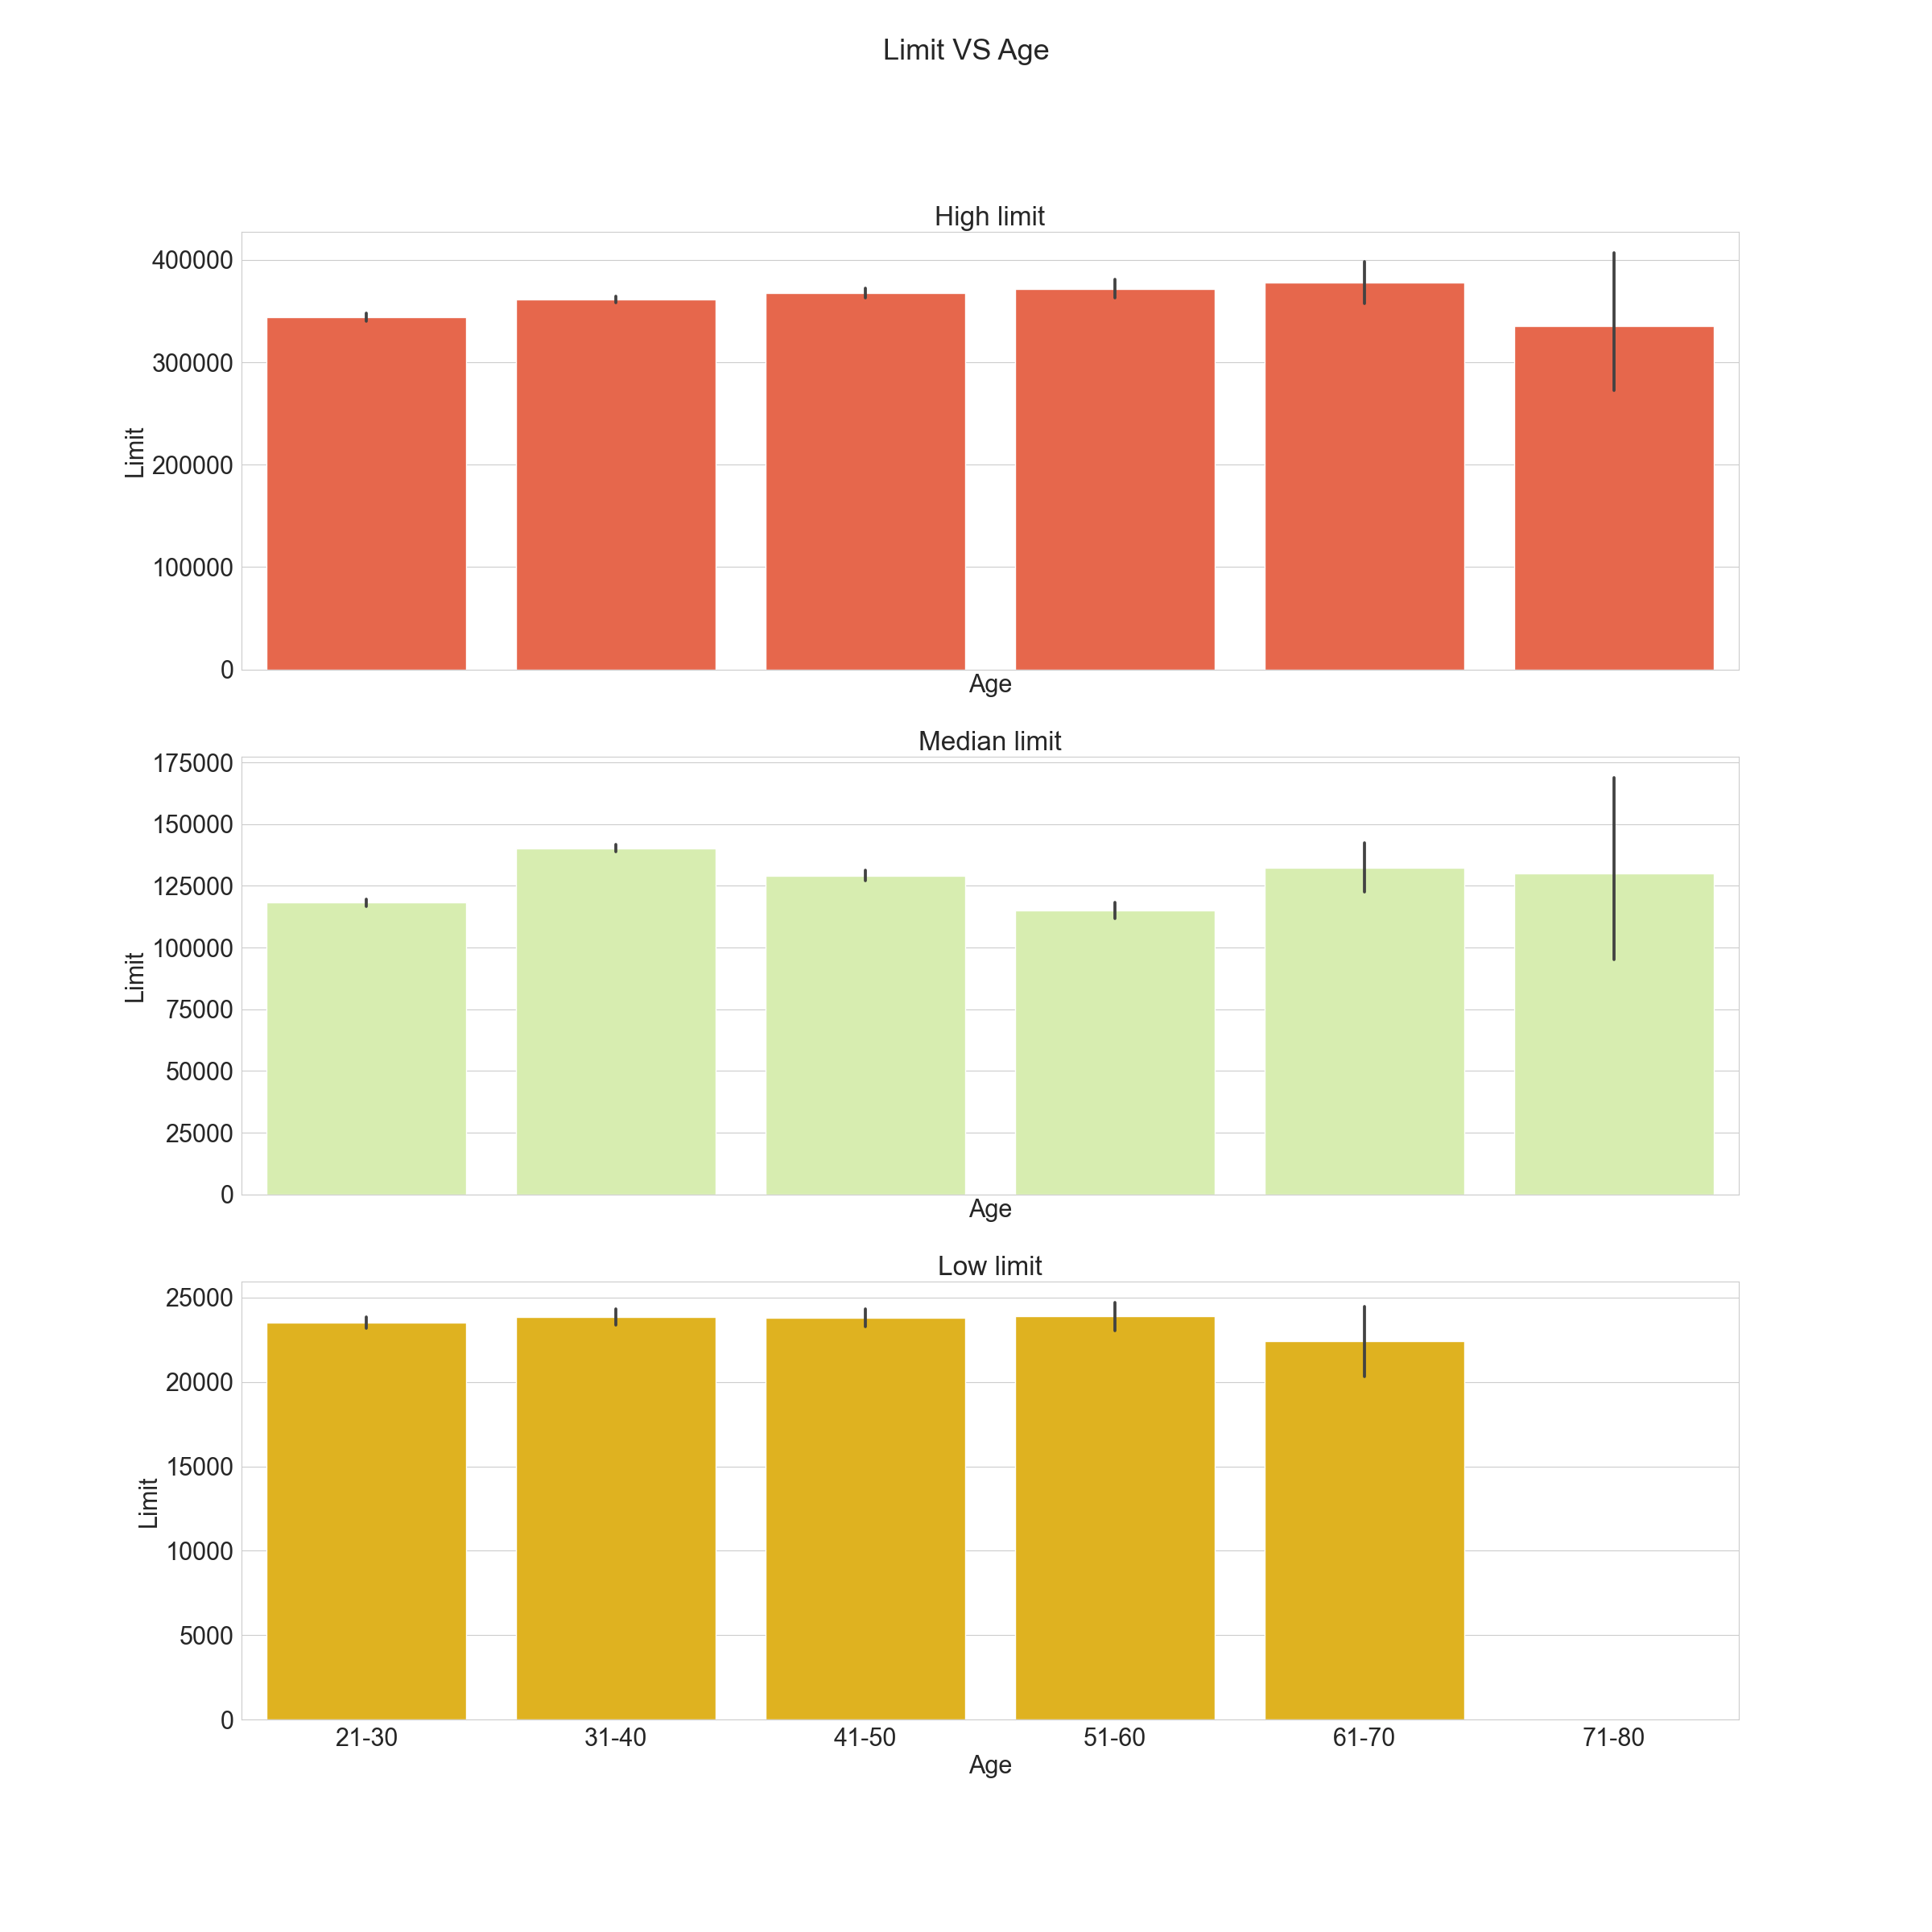 Limit VS Age
High limit
400000
300000
200000
100000
0
Limit
Age
Median limit
175000
150000
125000
100000
75000
50000
25000
0
Limit
Age
Low limit
25000
20000
15000
10000
5000
0
Limit
21-30 31-40 41-50 51-60 61-70 71-80
Age